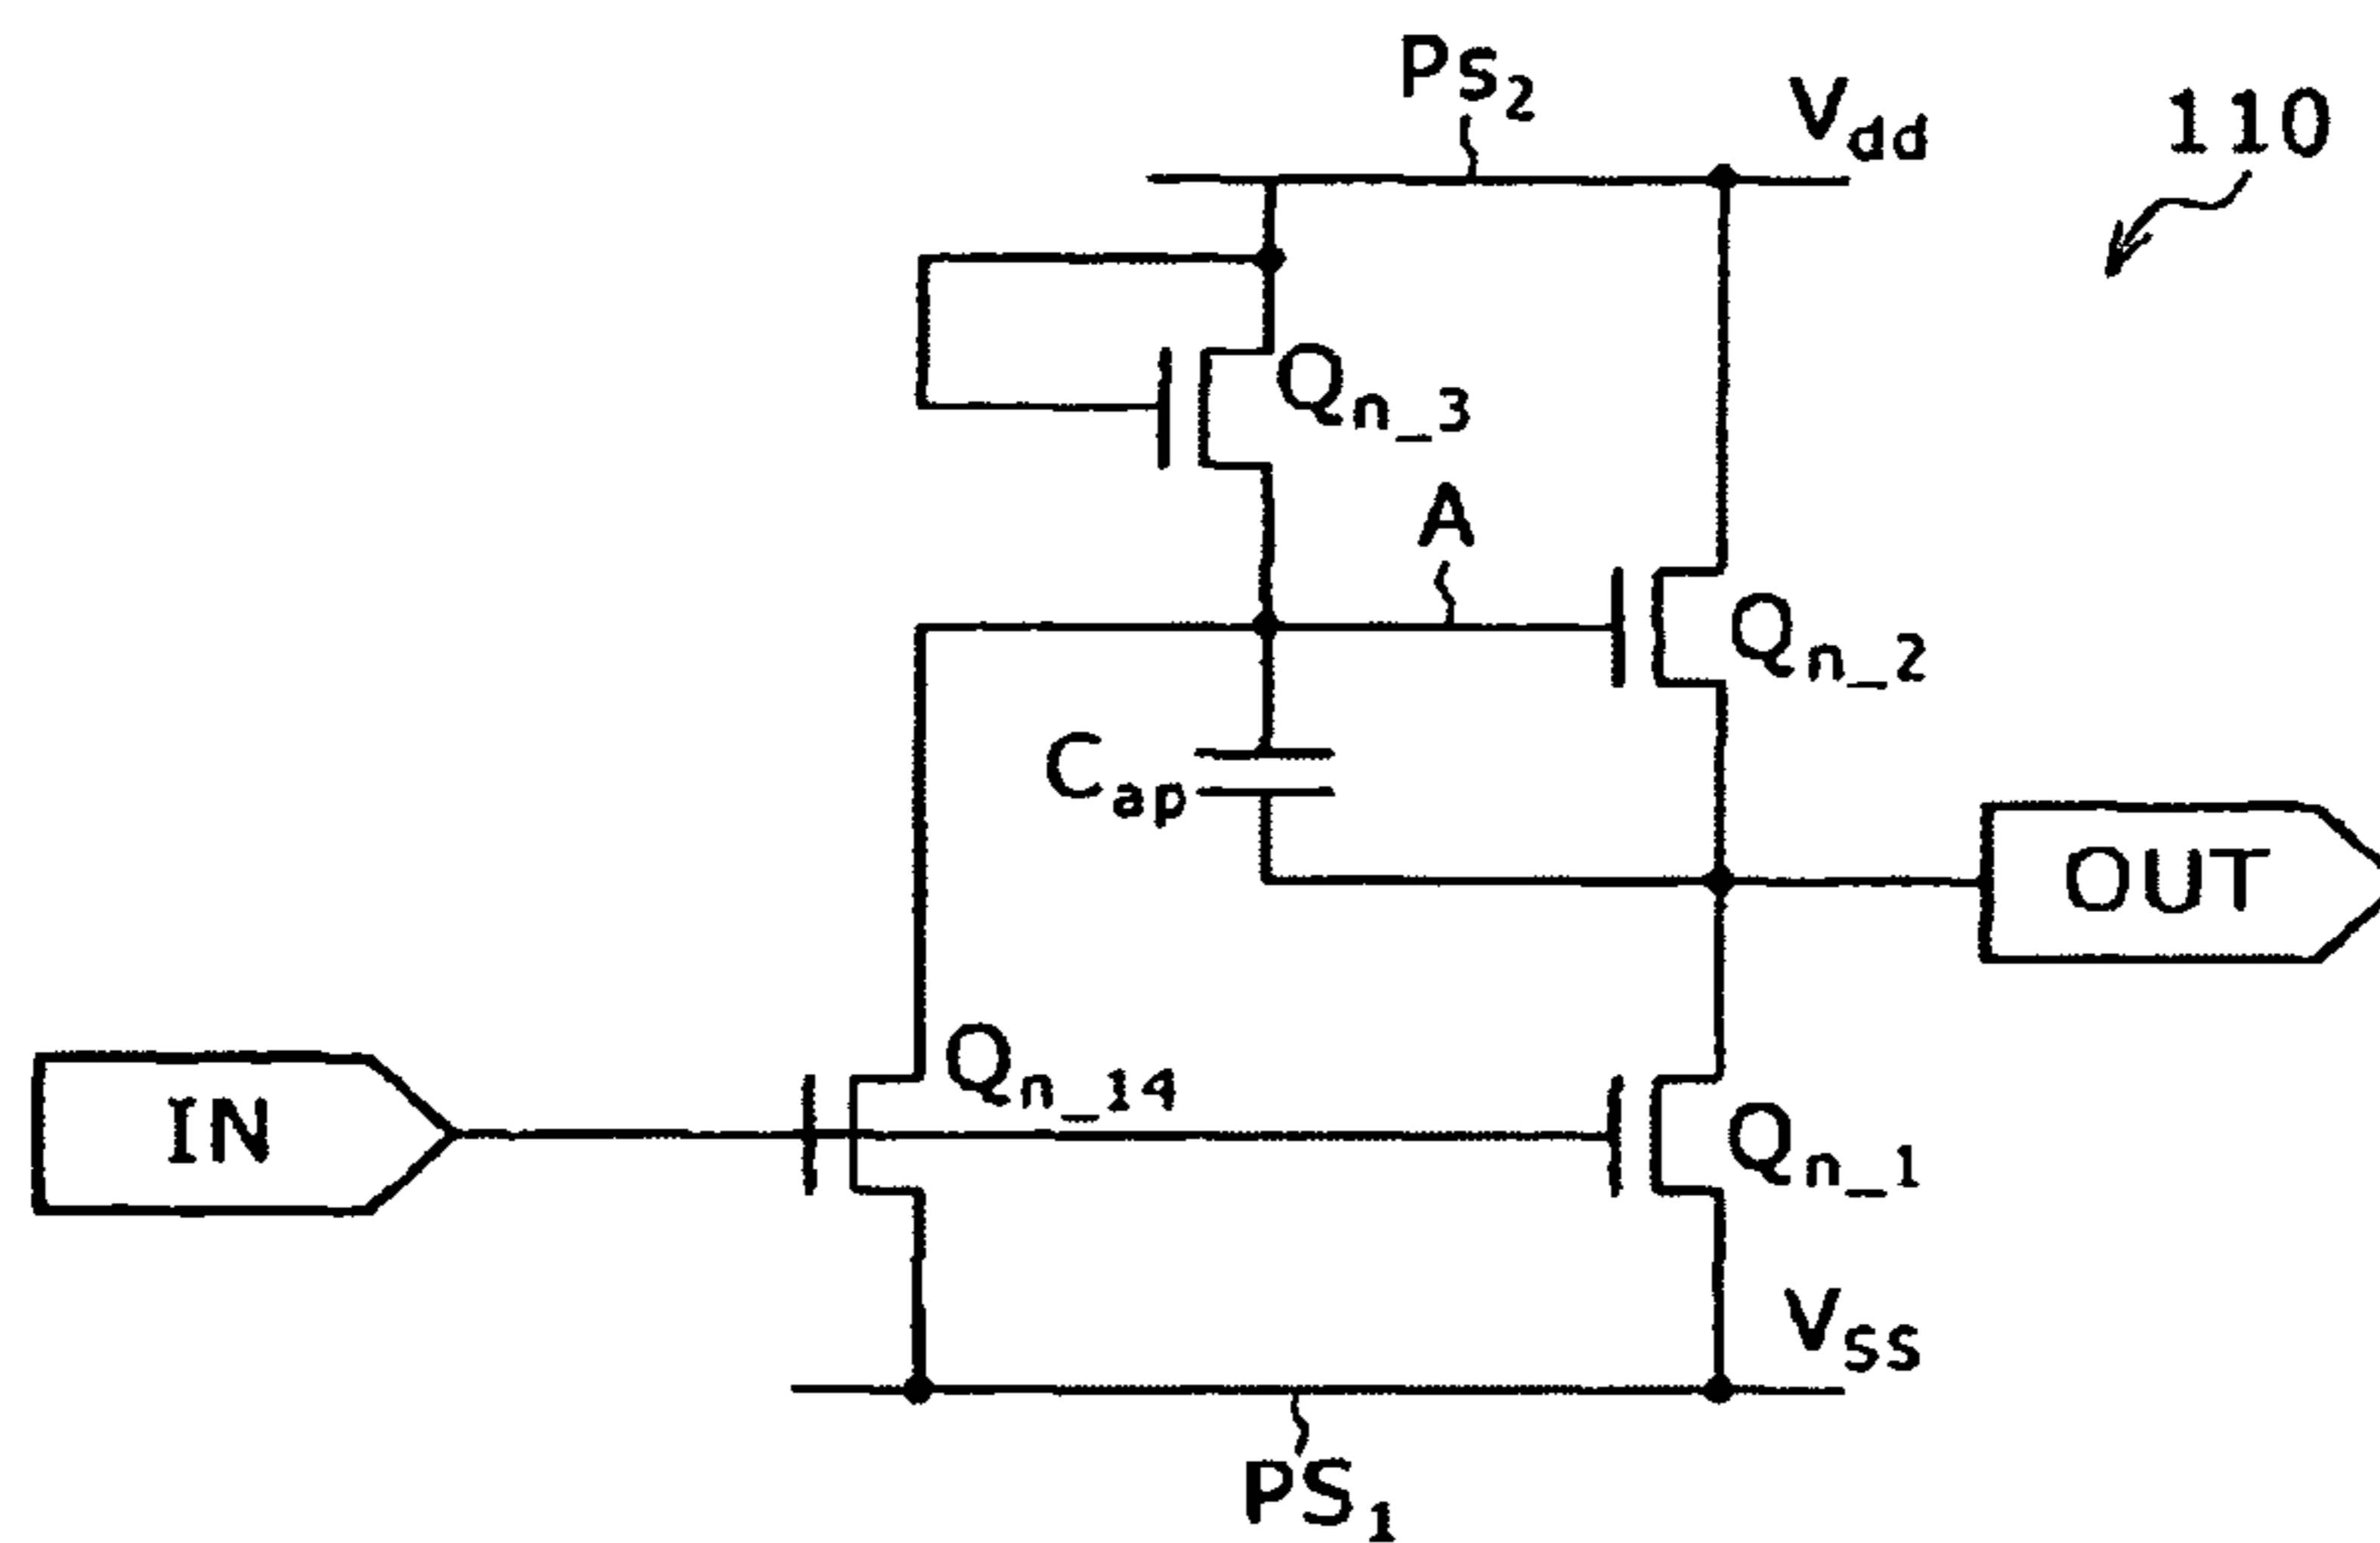 PS2
Vdd
110
Qn_3
A
Qn_2
Cap
OUT
Qn_14
IN
Qn_1
VSS
PS1